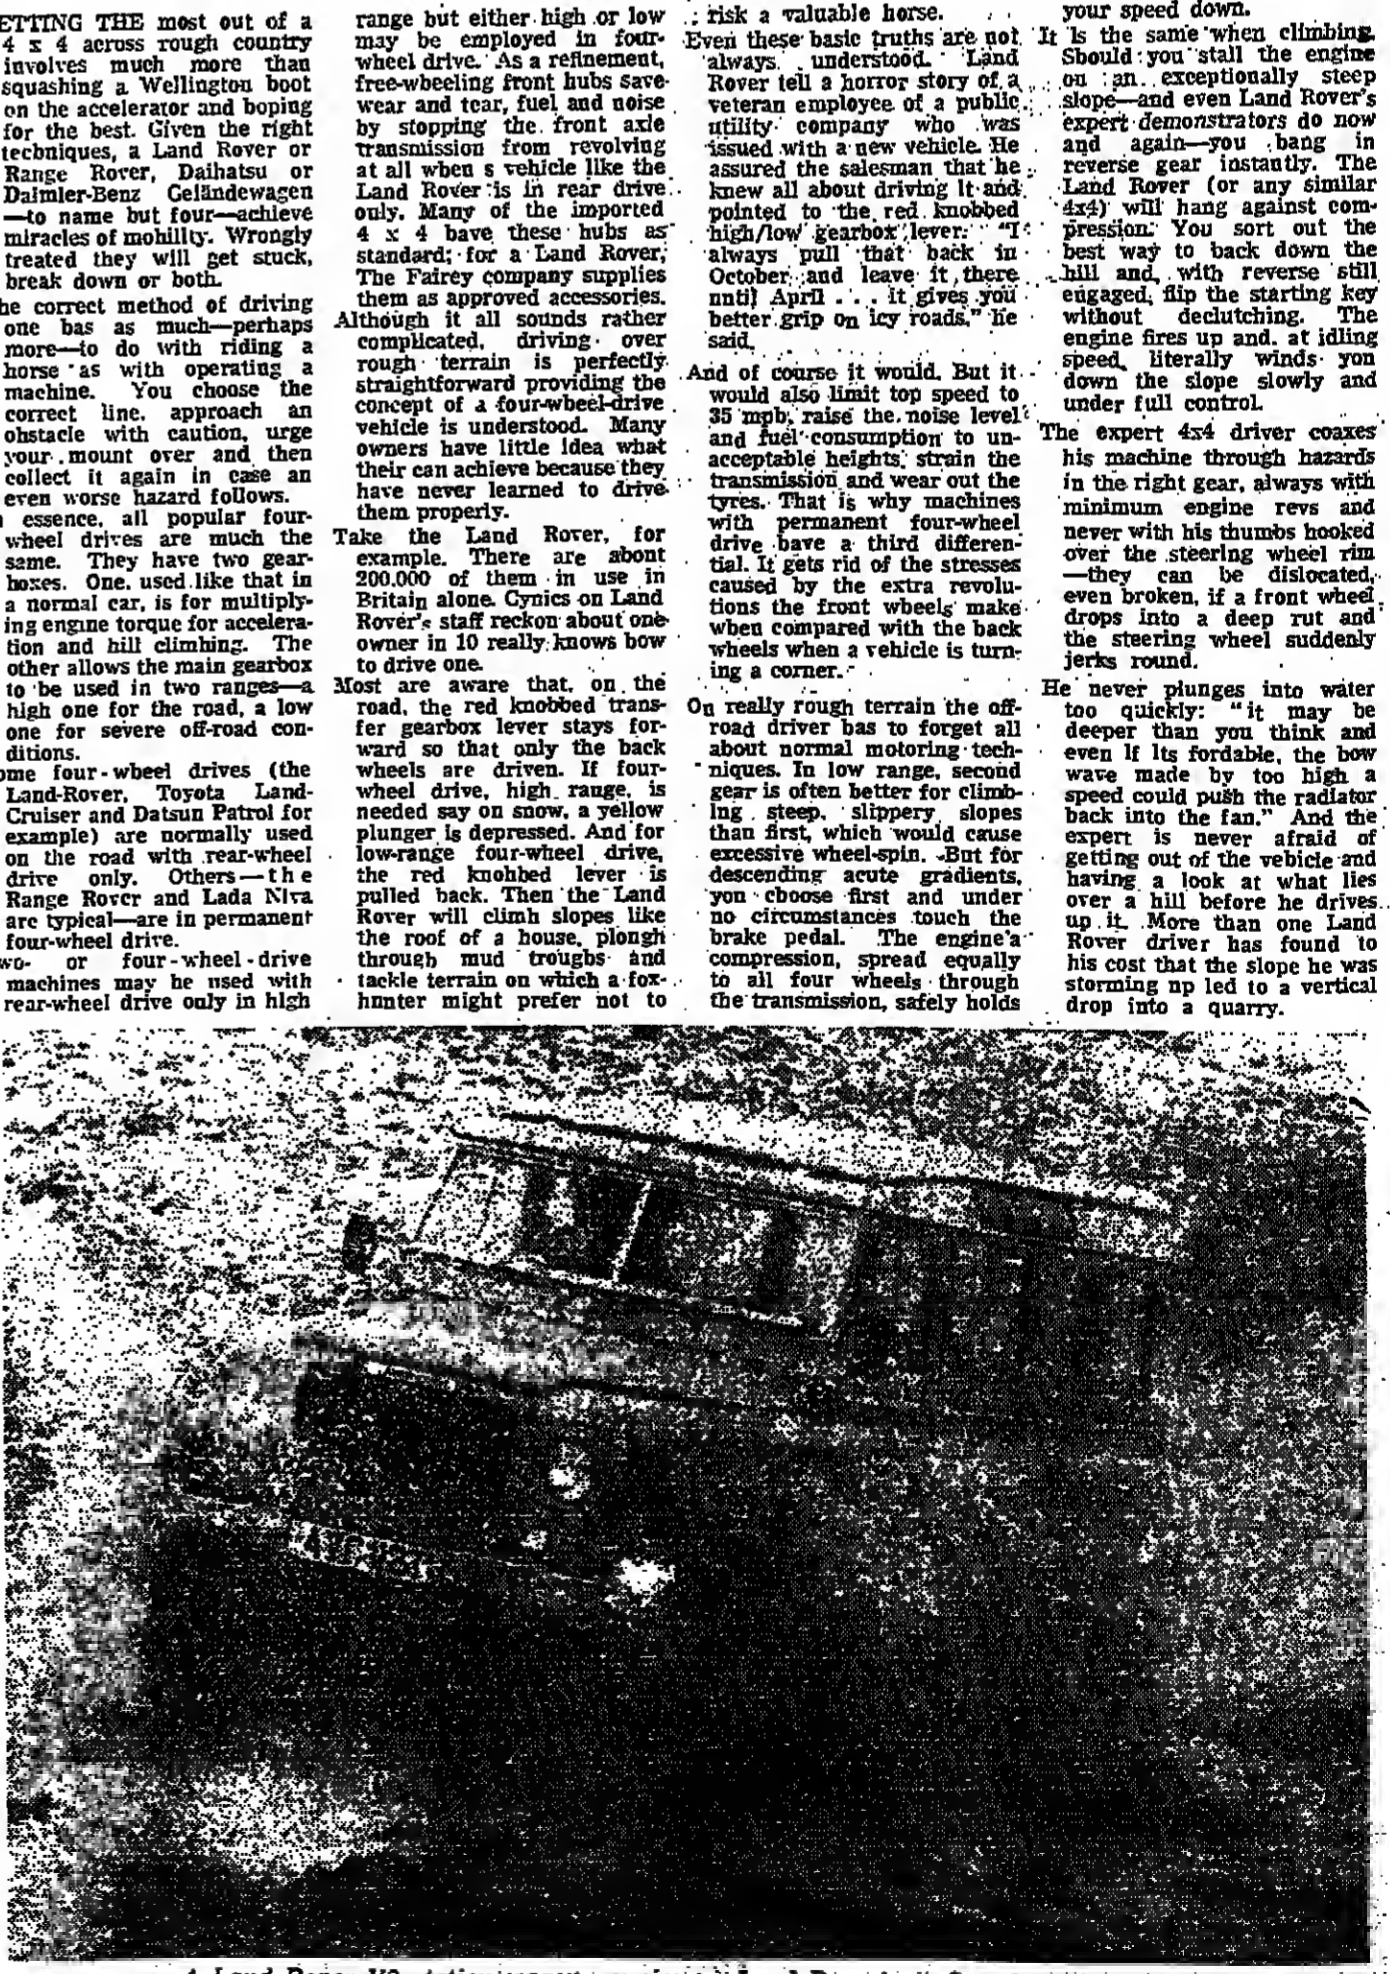 ETTING THE most out of a
4 x 4 across rough country
involves much more than
squashing a Wellington boot
on the accelerator and hoping
for the best. Given the right
techniques, a Land Rover or
Range Rover, Daihatsu or
Daimler-Benz Geländewagen
—to name but four—achieve
miracles of mobility. Wrongly
treated they will get stuck,
break down or both.
he correct method of driving
one has as much—perhaps
more—to do with riding a
horse as with operating a
machine. You choose the
correct line, approach an
obstacle with caution, urge
your mount over and then
collect it again in case an
even worse hazard follows.
essence, all popular four-
wheel drives are much the
same. They have two gear-
boxes. One, used like that in
a normal car, is for multiply-
ing engine torque for accelera-
tion and hill climbing. The
other allows the main gearbox
to be used in two ranges—a
high one for the road, a low
one for severe off-road con-
ditions.
ome four-wheel drives (the
Land-Rover, Toyota Land-
Cruiser and Datsun Patrol for
example) are normally used
on the road with rear-wheel
drive only. Others—the
Range Rover and Lada Niva
are typical—are in permanent
four-wheel drive.
wo- or four-wheel-drive
machines may be used with
rear-wheel drive only in high
range but either high or low
may be employed in four-
wheel drive. As a refinement,
free-wheeling front hubs save
wear and tear, fuel and noise
by stopping the front axle
transmission from revolving
at all when s vehicle like the
Land Rover is in rear drive
only. Many of the imported
4 x 4 have these hubs as
standard; for a Land Rover,
The Fairey company supplies
them as approved accessories.
Although it all sounds rather
complicated, driving over
rough terrain is perfectly
straightforward providing the
concept of a four-wheel-drive
vehicle is understood. Many
owners have little idea what
their can achieve because they
have never learned to drive
them properly.
Take the Land Rover, for
example. There are about
200,000 of them in use in
Britain alone. Cynics on Land
Rover's staff reckon about one
owner in 10 really knows how
to drive one.
Most are aware that, on the
road, the red knobbed trans-
fer gearbox lever stays for-
ward so that only the back
wheels are driven. If four-
wheel drive, high range, is
needed say on snow, a yellow
plunger is depressed. And for
low-range four-wheel drive,
the red knobbed lever is
pulled back. Then the Land
Rover will climb slopes like
the roof of a house, plough
through mud troughs and
tackle terrain on which a fox-
hunter might prefer not to
risk a valuable horse.
Even these basic truths are not
always understood. Land
Rover tell a horror story of a
veteran employee of a public
utility company who was
issued with a new vehicle. He
assured the salesman that he
knew all about driving it and
pointed to the red knobbed
high/low gearbox lever: "I
always pull that back in
October and leave it there
until April . . . it gives you
better grip on icy roads," he
said.
And of course it would. But it
would also limit top speed to
35 mph, raise the noise level
and fuel consumption to un-
acceptable heights, strain the
transmission and wear out the
tyres. That is why machines
with permanent four-wheel
drive have a third differen-
tial. It gets rid of the stresses
caused by the extra revolu-
tions the front wheels make
when compared with the back
wheels when a vehicle is turn-
ing a corner.
On really rough terrain the off-
road driver has to forget all
about normal motoring tech-
niques. In low range, second
gear is often better for climb-
ing steep, slippery slopes
than first, which would cause
excessive wheel-spin. But for
descending acute gradients,
you choose first and under
no circumstances touch the
brake pedal. The engine's
compression, spread equally
to all four wheels through
the transmission, safely holds
your speed down.
It is the same when climbing.
Should you stall the engine
on an exceptionally steep
slope—and even Land Rover's
expert demonstrators do now
and again—you bang in
reverse gear instantly. The
Land Rover (or any similar
4x4) will hang against com-
pression. You sort out the
best way to back down the
hill and, with reverse still
engaged, flip the starting key
without declutching. The
engine fires up and, at idling
speed, literally winds you
down the slope slowly and
under full control.
The expert 4x4 driver coaxes
his machine through hazards
in the right gear, always with
minimum engine revs and
never with his thumbs hooked
over the steering wheel rim
—they can be dislocated,
even broken, if a front wheel
drops into a deep rut and
the steering wheel suddenly
jerks round.
He never plunges into water
too quickly: "it may be
deeper than you think and
even if its fordable, the bow
wave made by too high a
speed could push the radiator
back into the fan." And the
expert is never afraid of
getting out of the vehicle and
having a look at what lies
over a hill before he drives
up it. More than one Land
Rover driver has found to
his cost that the slope he was
storming up led to a vertical
drop into a quarry.